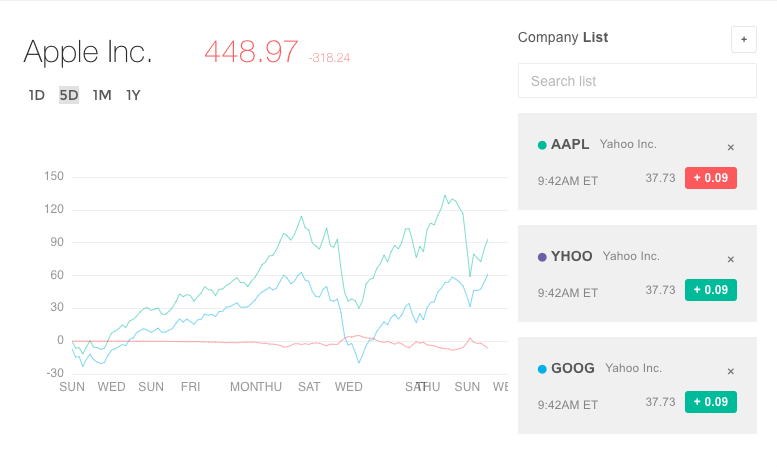 Apple Inc.
448.97 -318.24
1D 5D 1M 1Y
150
120
90
60
30
0
-30
SUN WED SUN FRI MONTHU SAT WED SUN
Company List
+
Search list
AAPL Yahoo Inc. ×
9:42AM ET 37.73 + 0.09
YHOO Yahoo Inc. ×
9:42AM ET 37.73 + 0.09
GOOG Yahoo Inc. ×
9:42AM ET 37.73 + 0.09